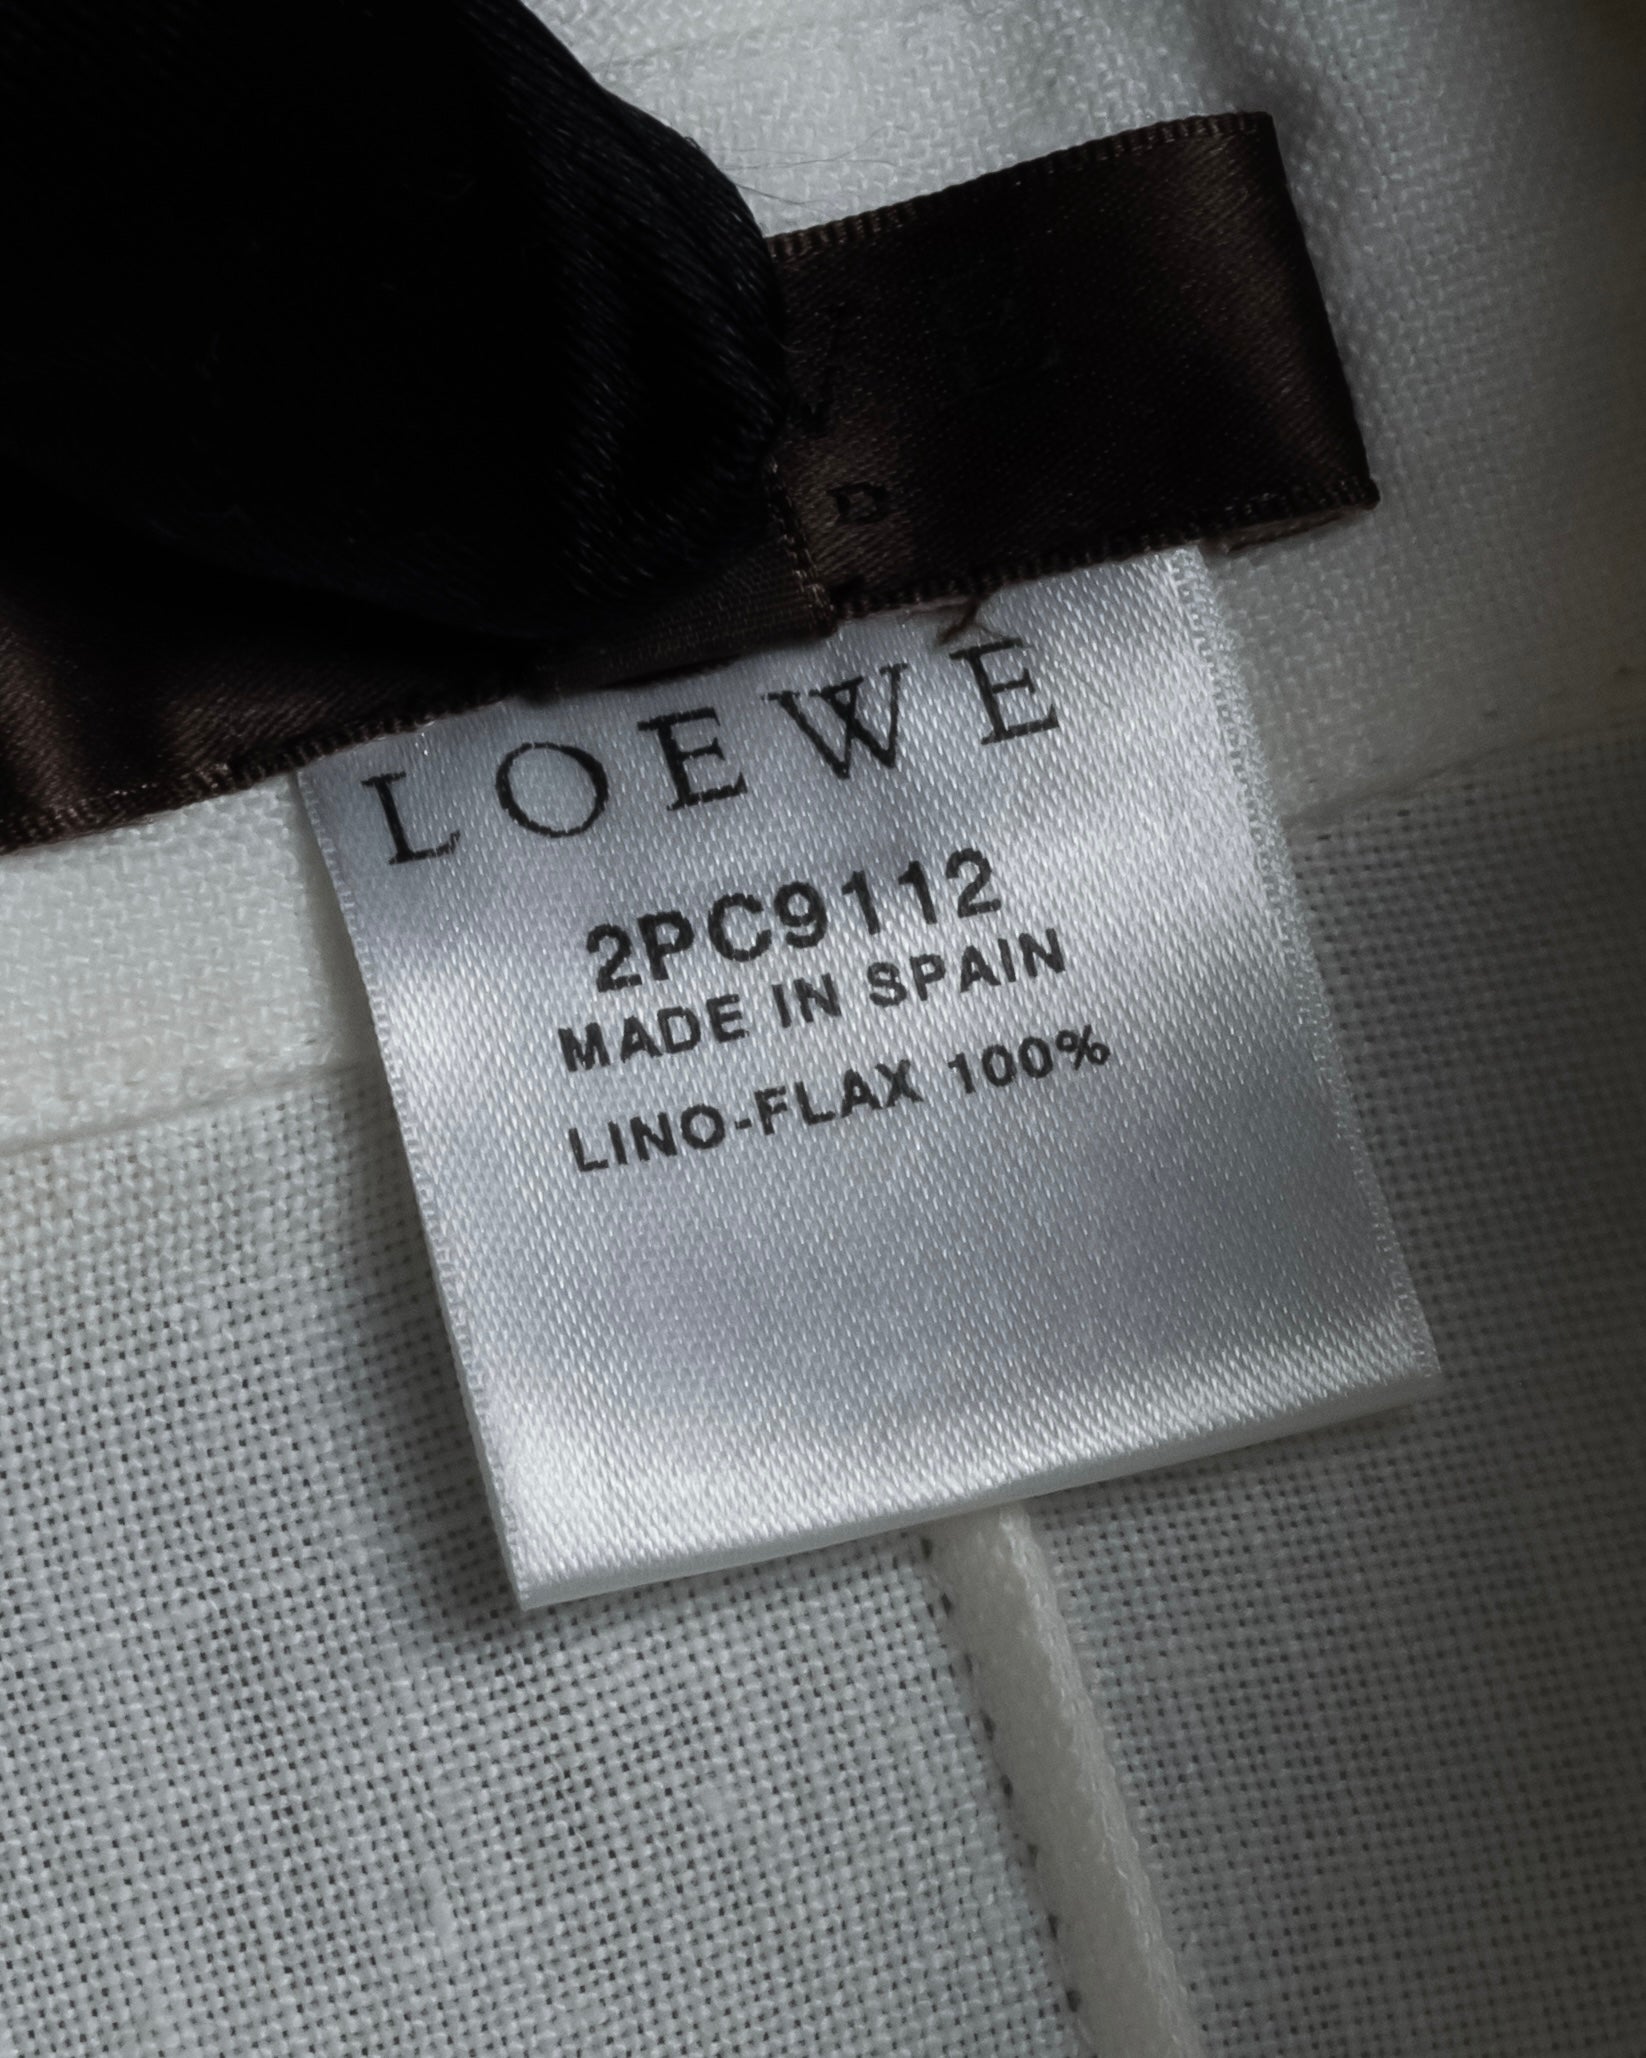 LOEWE
2PC9112
MADE IN SPAIN
LINO-FLAX 100%